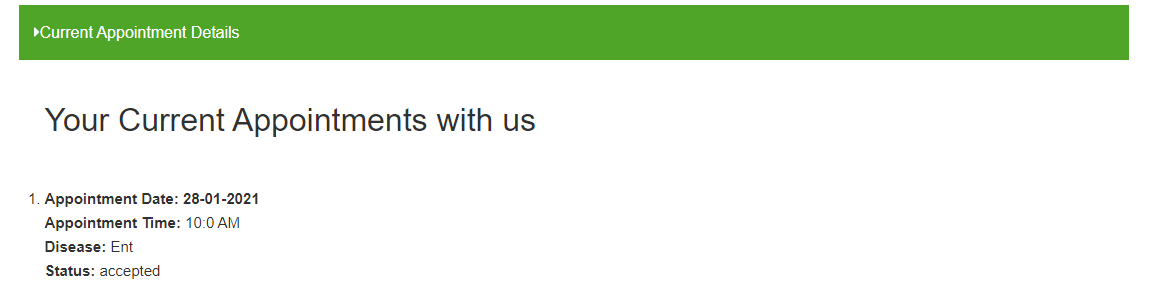 Current Appointment Details
Your Current Appointments with us
1. Appointment Date: 28-01-2021
Appointment Time: 10:0 AM
Disease: Ent
Status: accepted